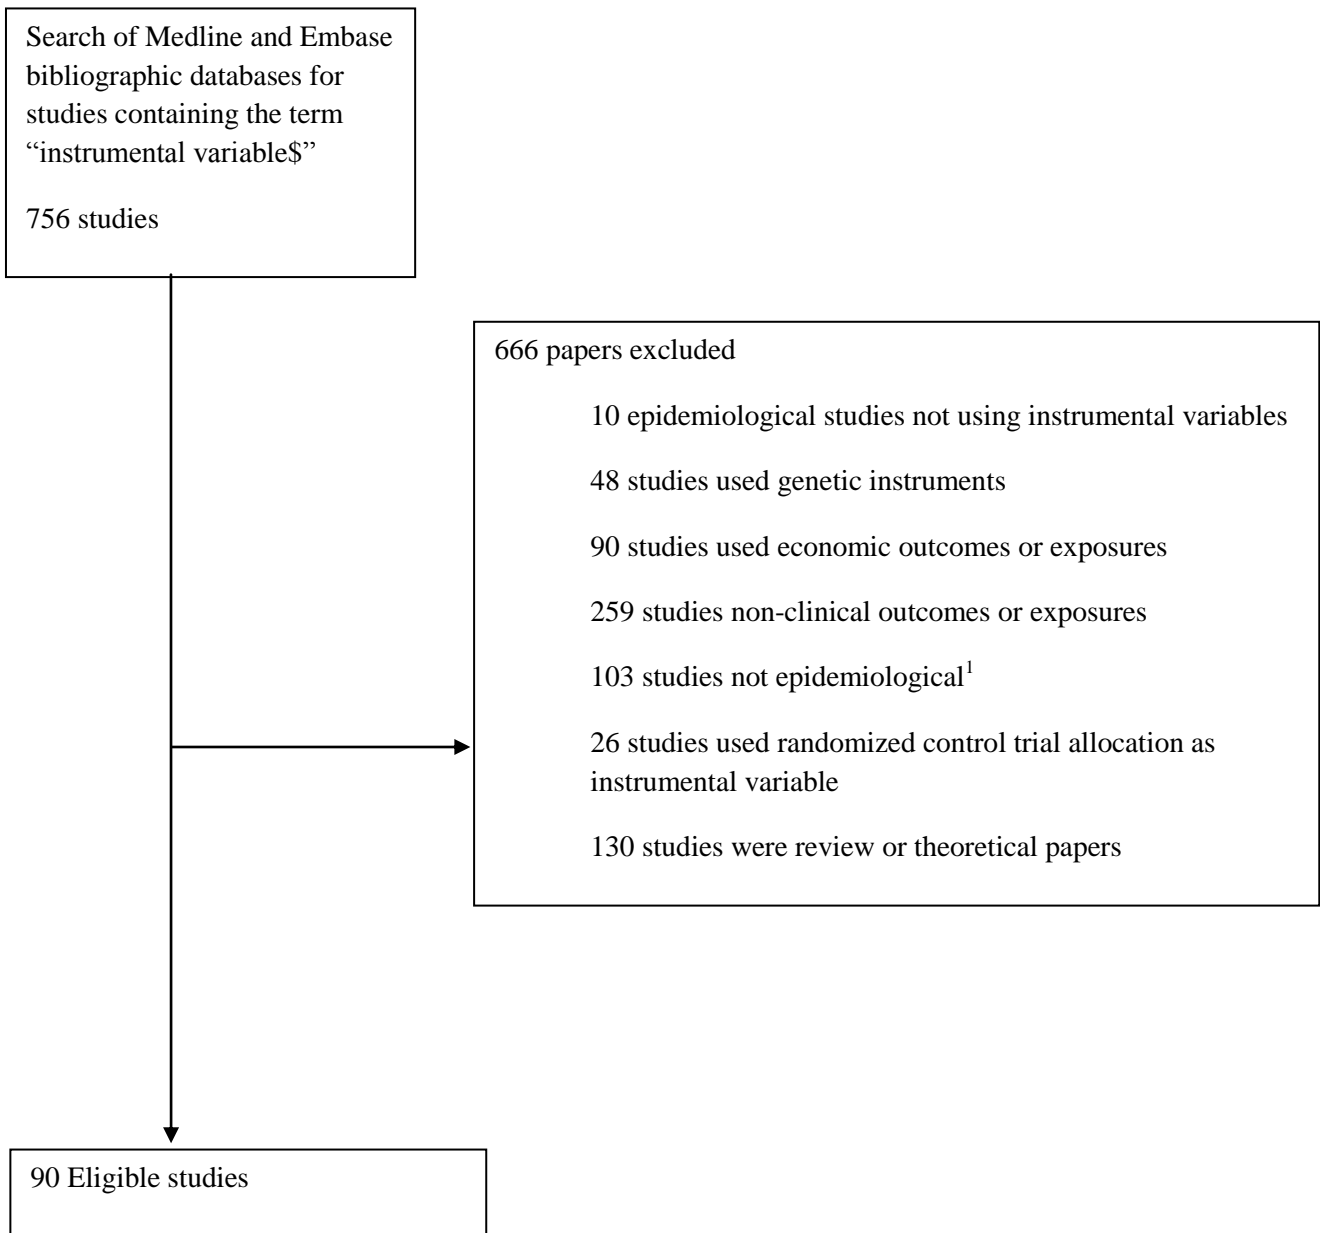 Search of Medline and Embase
bibliographic databases for
studies containing the term
“instrumental variable$”
756 studies
666 papers excluded
10 epidemiological studies not using instrumental variables
48 studies used genetic instruments
90 studies used economic outcomes or exposures
259 studies non-clinical outcomes or exposures
103 studies not epidemiological¹
26 studies used randomized control trial allocation as
instrumental variable
130 studies were review or theoretical papers
90 Eligible studies